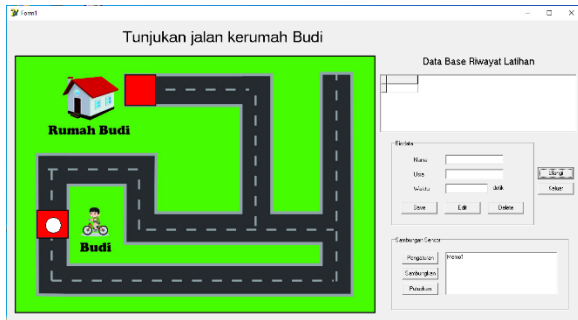 Form1
Tunjukan jalan kerumah Budi
Rumah Budi
Budi
Data Base Riwayat Latihan
Biodata
Nama
Usia
Waktu
detik
Save
Edit
Delete
Ulangi
Keluar
Sambungan Sensor
Pengaturan
Sambungkan
Putuskan
Memo1